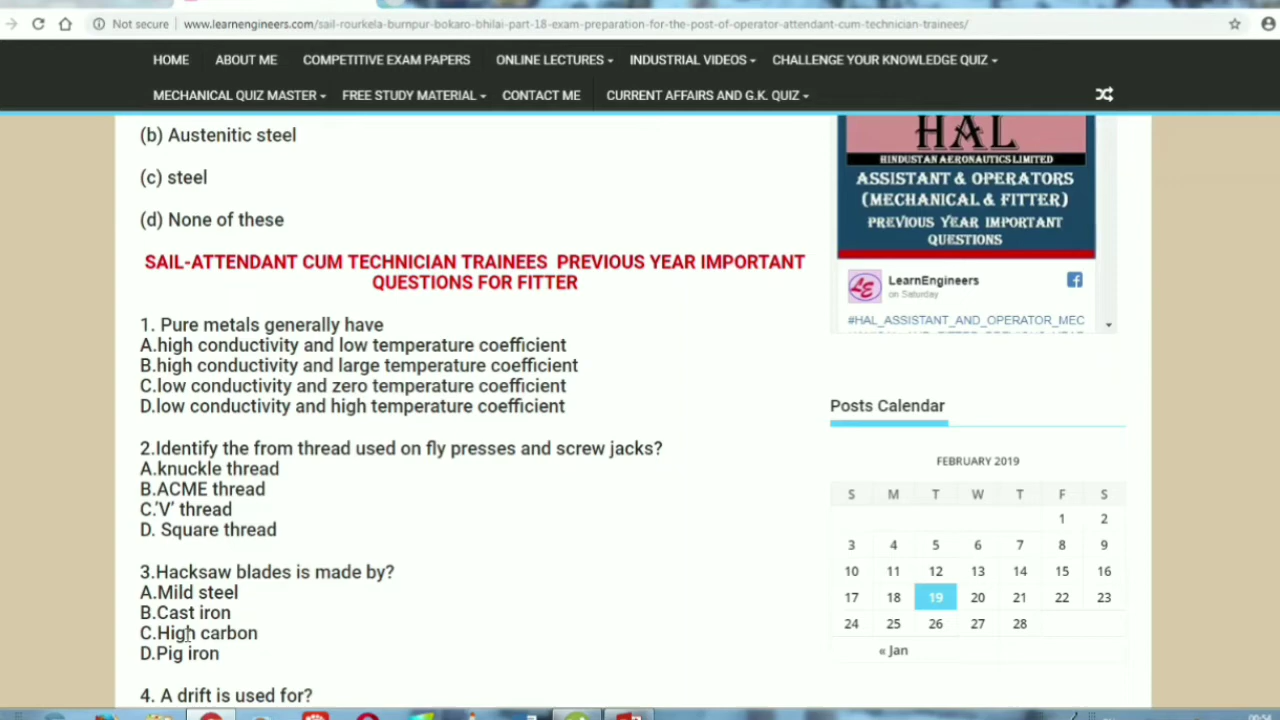 Not secure
www.learnengineers.com/sail-rourkela-burnpur-bokaro-bhilai-part-18-exam-preparation-for-the-post-of-operator-attendant-cum-technician-trainees/
HOME ABOUT ME COMPETITIVE EXAM PAPERS ONLINE LECTURES INDUSTRIAL VIDEOS CHALLENGE YOUR KNOWLEDGE QUIZ
MECHANICAL QUIZ MASTER FREE STUDY MATERIAL CONTACT ME CURRENT AFFAIRS AND G.K. QUIZ
(b) Austenitic steel
(c) steel
(d) None of these
SAIL-ATTENDANT CUM TECHNICIAN TRAINEES PREVIOUS YEAR IMPORTANT
QUESTIONS FOR FITTER
1. Pure metals generally have
A.high conductivity and low temperature coefficient
B.high conductivity and large temperature coefficient
C.low conductivity and zero temperature coefficient
D.low conductivity and high temperature coefficient
2.Identify the from thread used on fly presses and screw jacks?
A.knuckle thread
B.ACME thread
C.’V’ thread
D. Square thread
3.Hacksaw blades is made by?
A.Mild steel
B.Cast iron
C.High carbon
D.Pig iron
4. A drift is used for?
HAL
HINDUSTAN AERONAUTICS LIMITED
ASSISTANT & OPERATORS
(MECHANICAL & FITTER)
PREVIOUS YEAR IMPORTANT
QUESTIONS
LE
LearnEngineers
on Saturday
#HAL_ASSISTANT_AND_OPERATOR_MEC
Posts Calendar
FEBRUARY 2019
S M T W T F S
1 2
3 4 5 6 7 8 9
10 11 12 13 14 15 16
17 18 19 20 21 22 23
24 25 26 27 28
« Jan